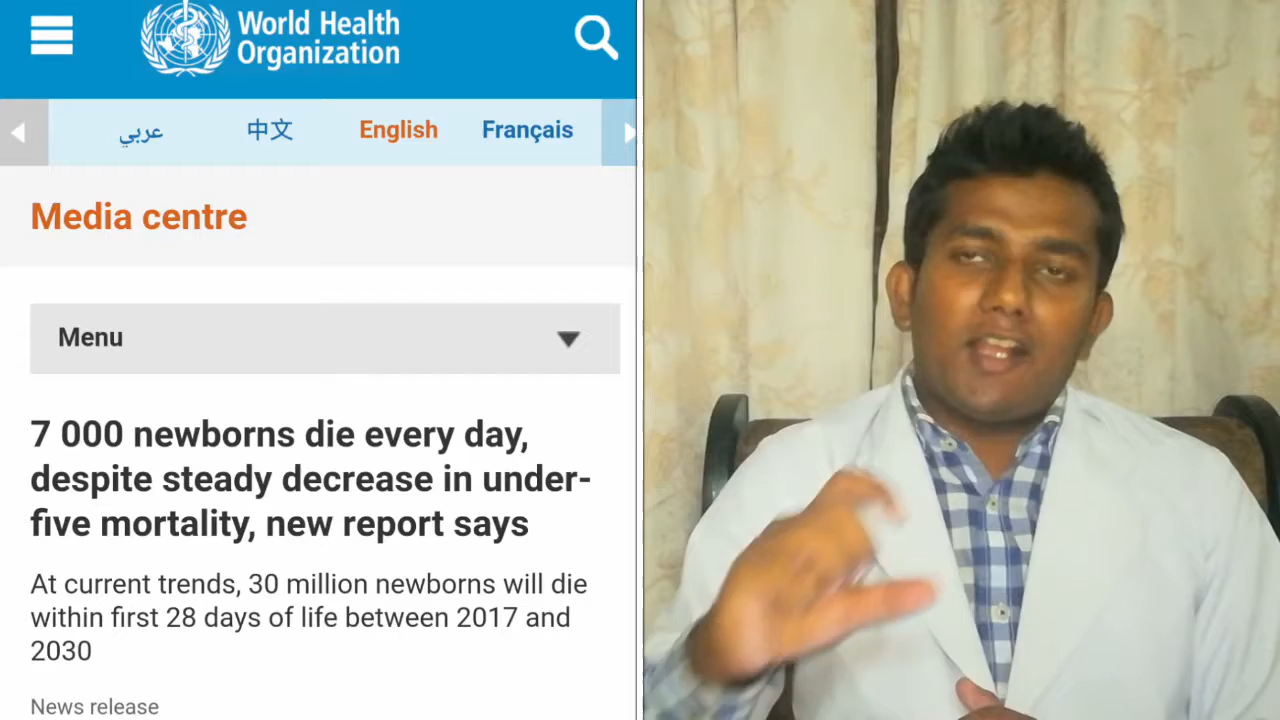 World Health
Organization
عربي
中文
English
Français
Media centre
Menu
7 000 newborns die every day,
despite steady decrease in under-
five mortality, new report says
At current trends, 30 million newborns will die
within first 28 days of life between 2017 and
2030
News release